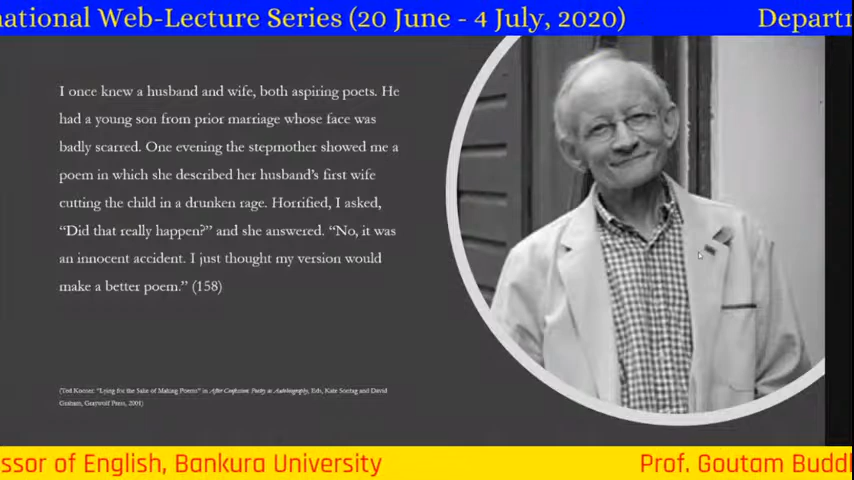 national Web-Lecture Series (20 June - 4 July, 2020)
Departm
I once knew a husband and wife, both aspiring poets. He
had a young son from prior marriage whose face was
badly scarred. One evening the stepmother showed me a
poem in which she described her husband's first wife
cutting the child in a drunken rage. Horrified, I asked,
“Did that really happen?” and she answered. “No, it was
an innocent accident. I just thought my version would
make a better poem.” (158)
(Ted Kooser: “Lying for the Sake of Making Poems” in After Confession: Poetry as Autobiography, Eds, Kate Sontag and David
Graham, Graywolf Press, 2001)
ssor of English, Bankura University
Prof. Goutam Budd